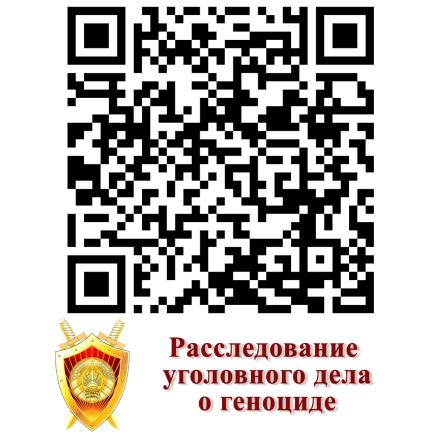 Расследование
уголовного дела
о геноциде